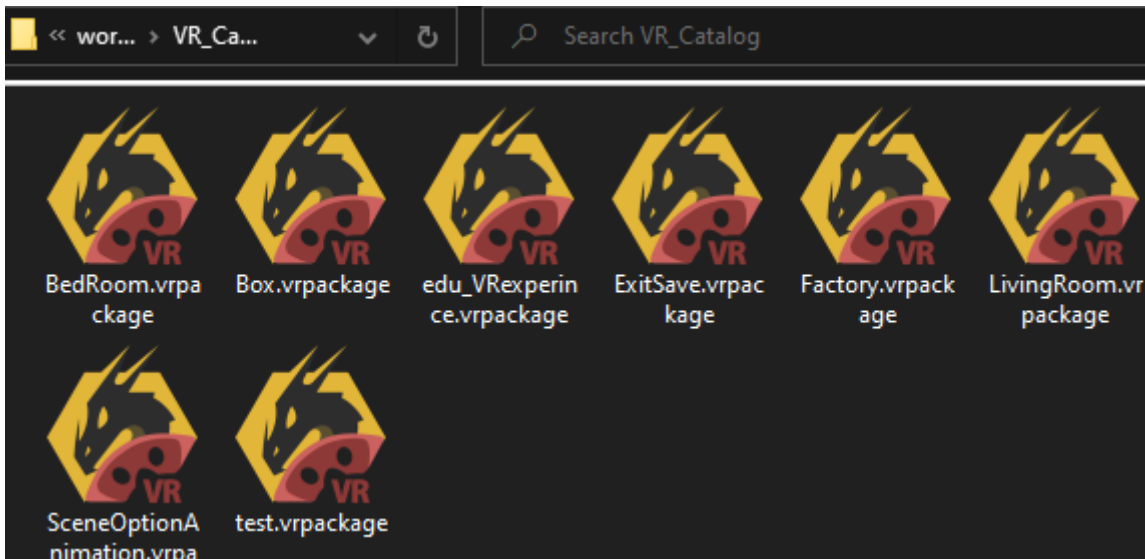 << wor... > VR_Ca...
Search VR_Catalog
VR VR VR VR VR VR
BedRoom.vrpa
ckage
Box.vrpackage
edu_VRexperin
ce.vrpackage
ExitSave.vrpac
kage
Factory.vrpack
age
LivingRoom.vr
package
VR VR
SceneOptionA
nimation.vrpa
test.vrpackage